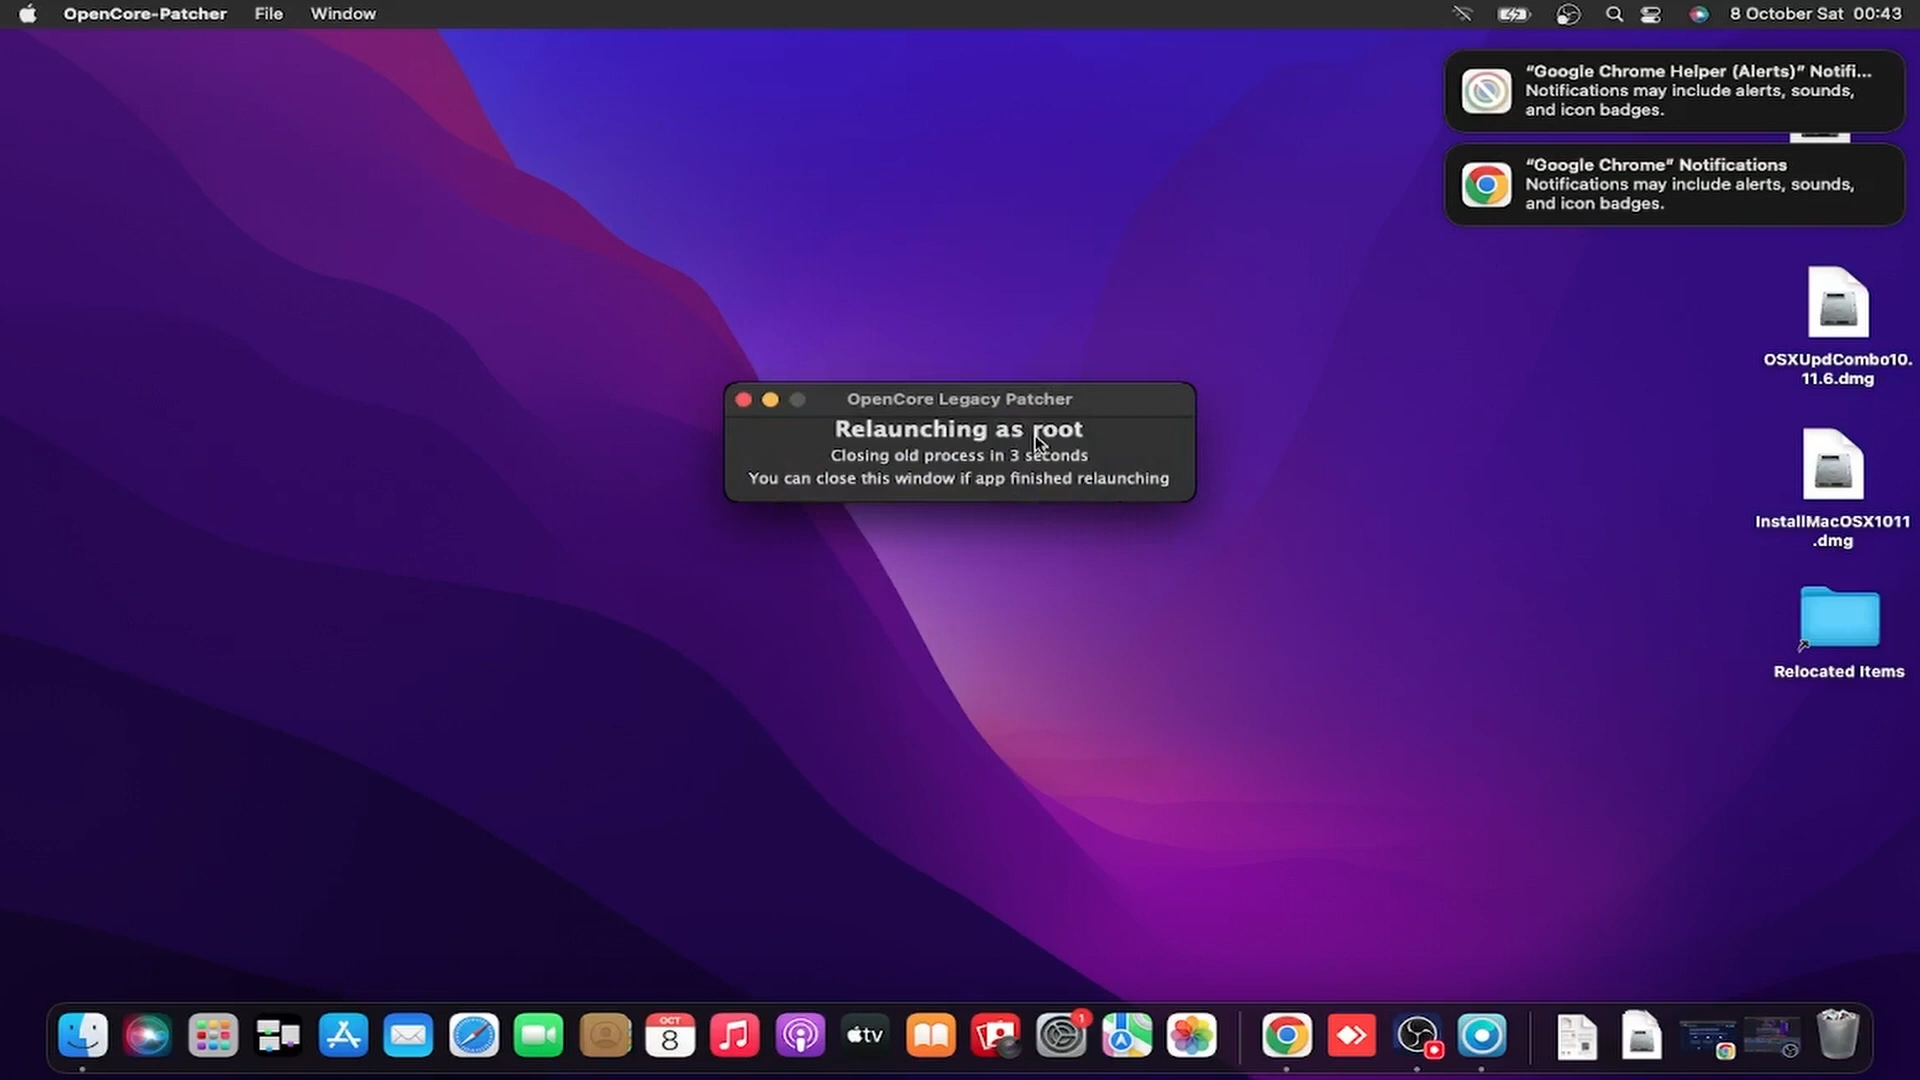 OpenCore-Patcher File Window
8 October Sat 00:43
“Google Chrome Helper (Alerts)” Notifi...
Notifications may include alerts, sounds,
and icon badges.
“Google Chrome” Notifications
Notifications may include alerts, sounds,
and icon badges.
OpenCore Legacy Patcher
Relaunching as root
Closing old process in 3 seconds
You can close this window if app finished relaunching
OSXUpdCombo10.
11.6.dmg
InstallMacOSX1011
.dmg
Relocated Items
OCT
8
tv
1